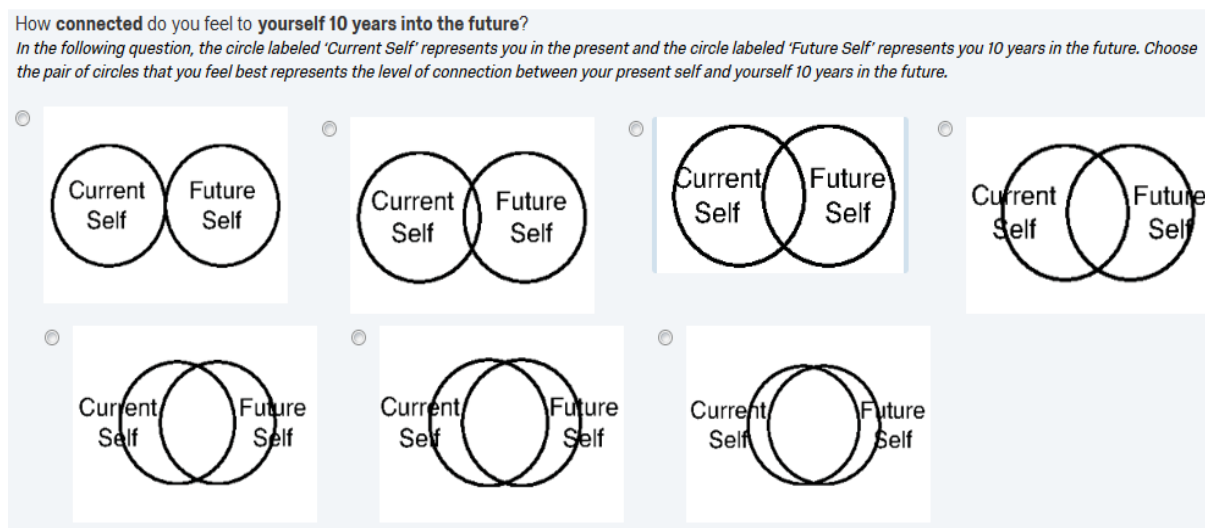 How connected do you feel to yourself 10 years into the future?
In the following question, the circle labeled 'Current Self' represents you in the present and the circle labeled 'Future Self' represents you 10 years in the future. Choose
the pair of circles that you feel best represents the level of connection between your present self and yourself 10 years in the future.
Current Self
Future Self
Current Self
Future Self
Current Self
Future Self
Current Self
Future Self
Current Self
Future Self
Current Self
Future Self
Current Self
Future Self